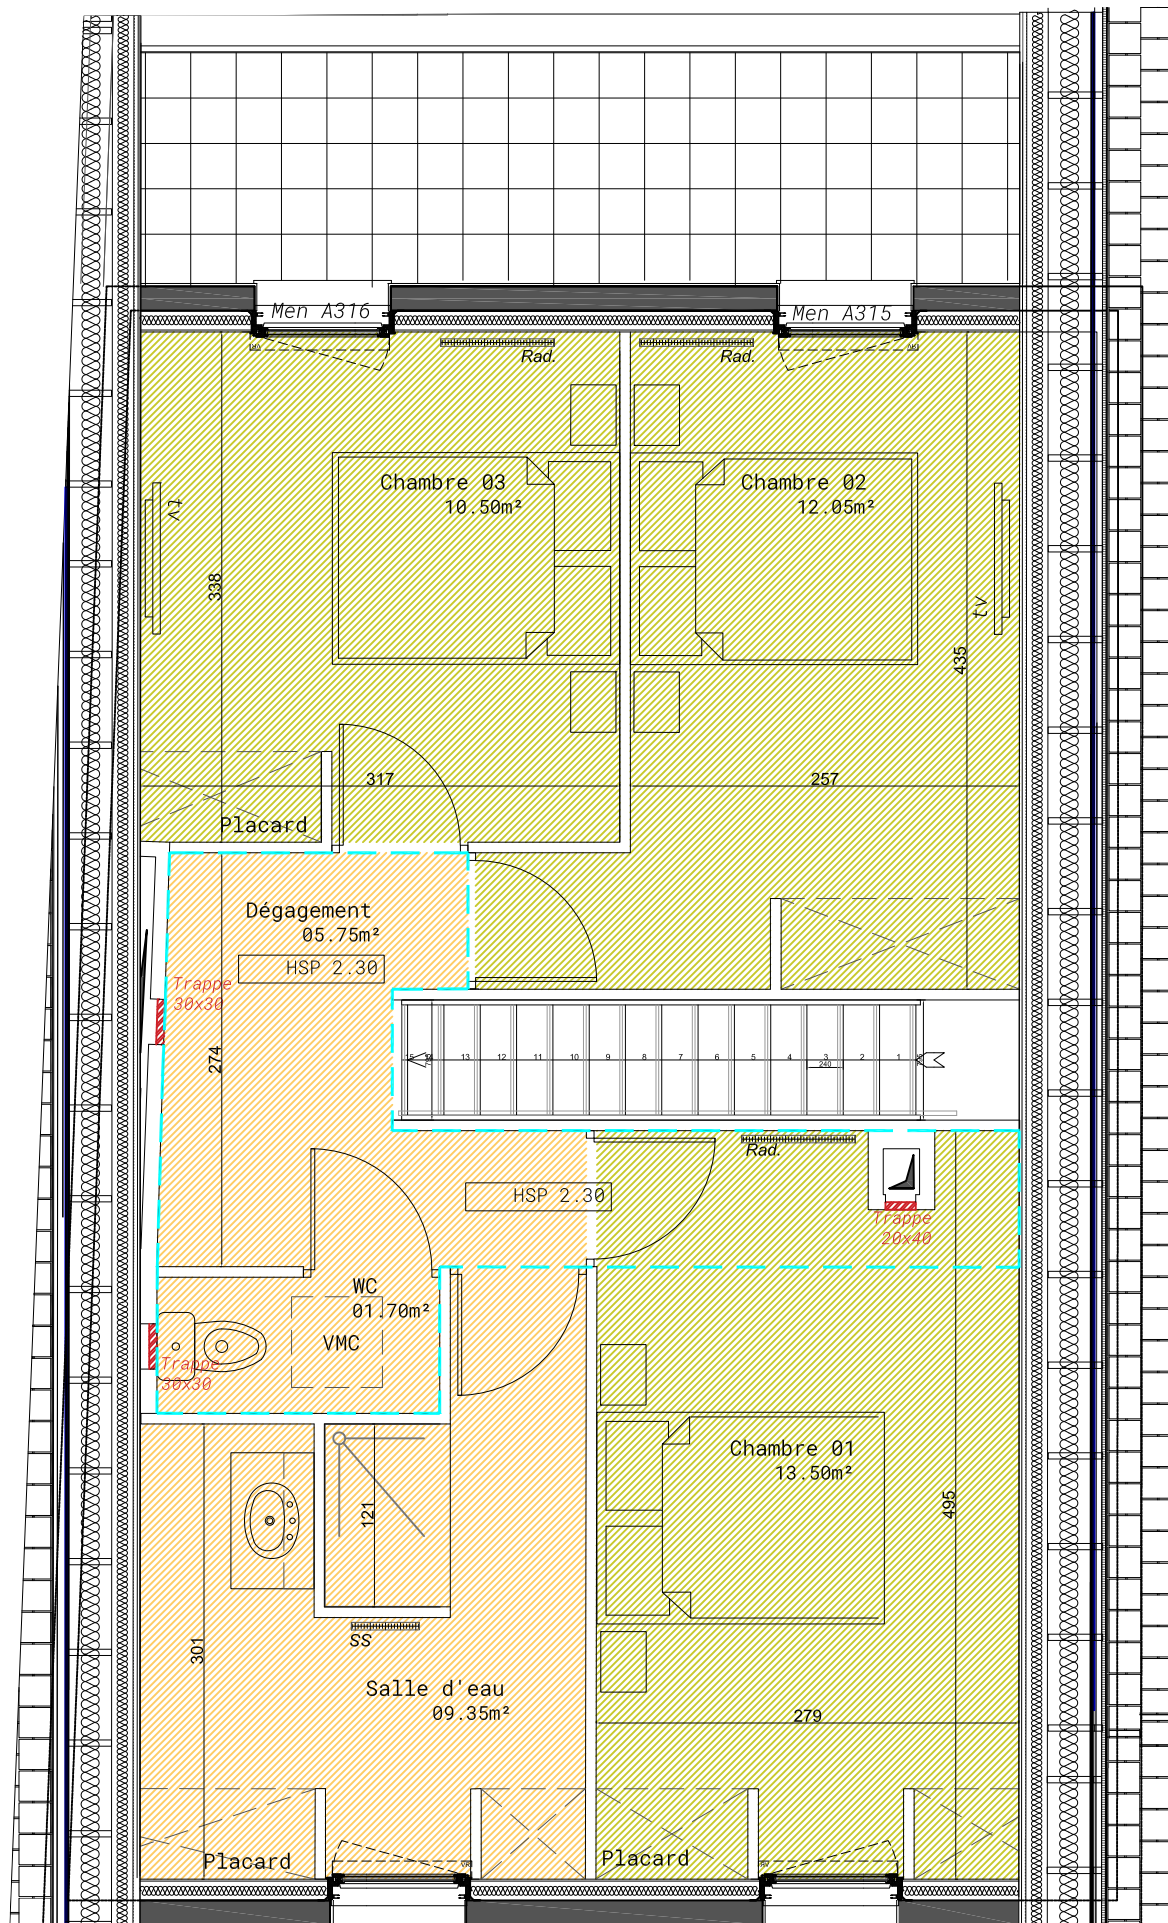 Men A316
Men A315
Rad.
Rad.
Chambre 03
10.50m²
Chambre 02
12.05m²
tv
tv
338
435
317
257
Placard
Dégagement
05.75m²
HSP 2.30
Trappe
30x30
274
15 14 13 12 11 10 9 8 7 6 5 4 3 2 1
240
Rad.
HSP 2.30
Trappe
20x40
WC
01.70m²
VMC
Trappe
30x30
Chambre 01
13.50m²
121
495
301
SS
Salle d'eau
09.35m²
279
Placard
Placard